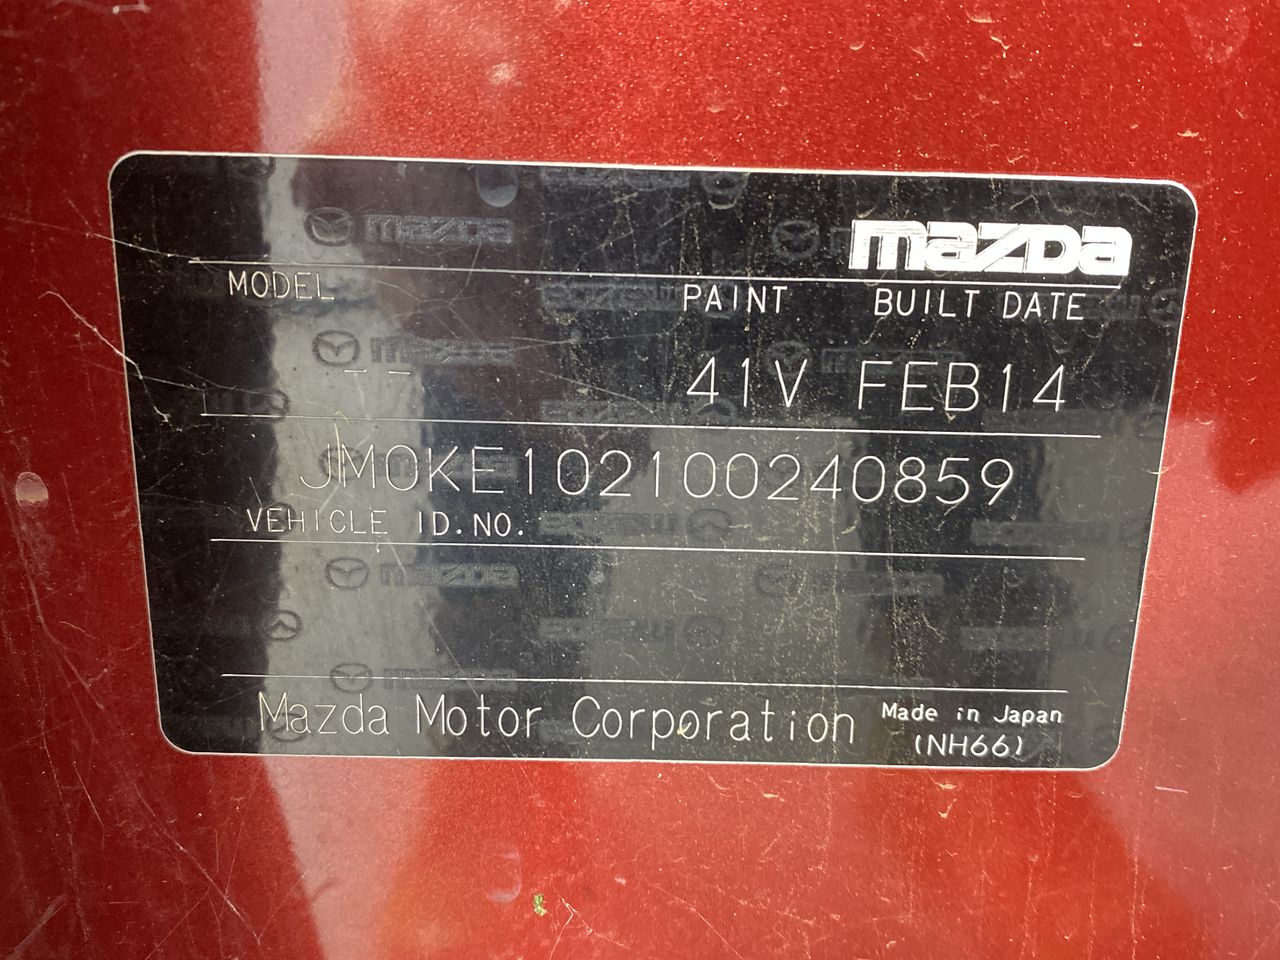 mazda
MODEL PAINT BUILT DATE
-- 41V FEB14
JM0KE102100240859
VEHICLE ID.NO.
Mazda Motor Corporation Made in Japan
(NH66)